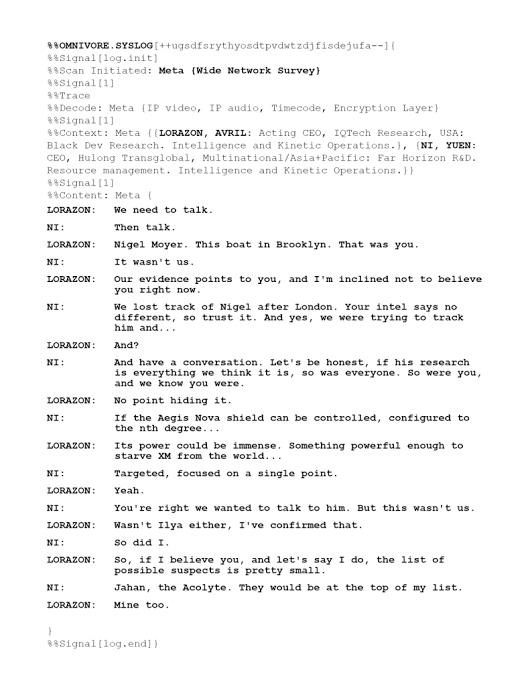 %%OMNIVORE.SYSLOG[++ugsdfsrythyosdtpvdwtzdjfisdejufa--]{
%%Signal[log.init]
%%Scan Initiated: Meta {Wide Network Survey}
%%Signal[1]
%%Trace
%%Decode: Meta {IP video, IP audio, Timecode, Encryption Layer}
%%Signal[1]
%%Context: Meta {{LORAZON, AVRIL: Acting CEO, IQTech Research, USA:
Black Dev Research. Intelligence and Kinetic Operations.}, {NI, YUEN:
CEO, Hulong Transglobal, Multinational/Asia+Pacific: Far Horizon R&D.
Resource management. Intelligence and Kinetic Operations.}}
%%Signal[1]
%%Content: Meta {
LORAZON: We need to talk.
NI: Then talk.
LORAZON: Nigel Moyer. This boat in Brooklyn. That was you.
NI: It wasn't us.
LORAZON: Our evidence points to you, and I'm inclined not to believe
you right now.
NI: We lost track of Nigel after London. Your intel says no
different, so trust it. And yes, we were trying to track
him and...
LORAZON: And?
NI: And have a conversation. Let's be honest, if his research
is everything we think it is, so was everyone. So were you,
and we know you were.
LORAZON: No point hiding it.
NI: If the Aegis Nova shield can be controlled, configured to
the nth degree...
LORAZON: Its power could be immense. Something powerful enough to
starve XM from the world...
NI: Targeted, focused on a single point.
LORAZON: Yeah.
NI: You're right we wanted to talk to him. But this wasn't us.
LORAZON: Wasn't Ilya either, I've confirmed that.
NI: So did I.
LORAZON: So, if I believe you, and let's say I do, the list of
possible suspects is pretty small.
NI: Jahan, the Acolyte. They would be at the top of my list.
LORAZON: Mine too.
}
%%Signal[log.end]}